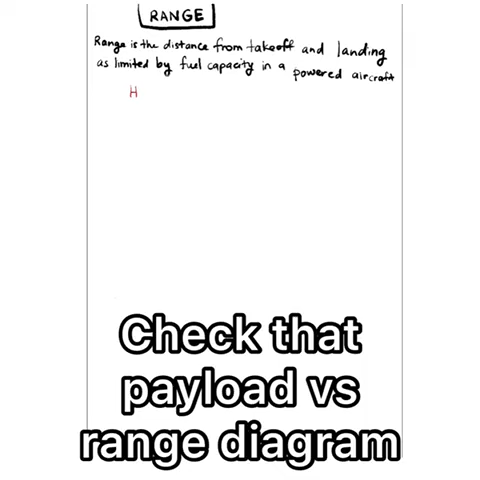 RANGE
Range is the distance from takeoff and landing
as limited by fuel capacity in a powered aircraft
H
Check that
payload vs
range diagram